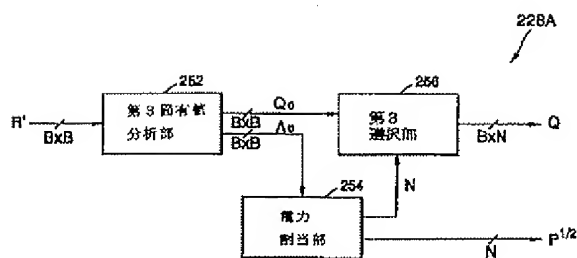 228A
252
R'
BxB
第3固有値
分析部
Q₀
BxB
Λ₀
BxB
256
第3
選択部
BxN
Q
N
254
電力
割当部
N
P^{1/2}